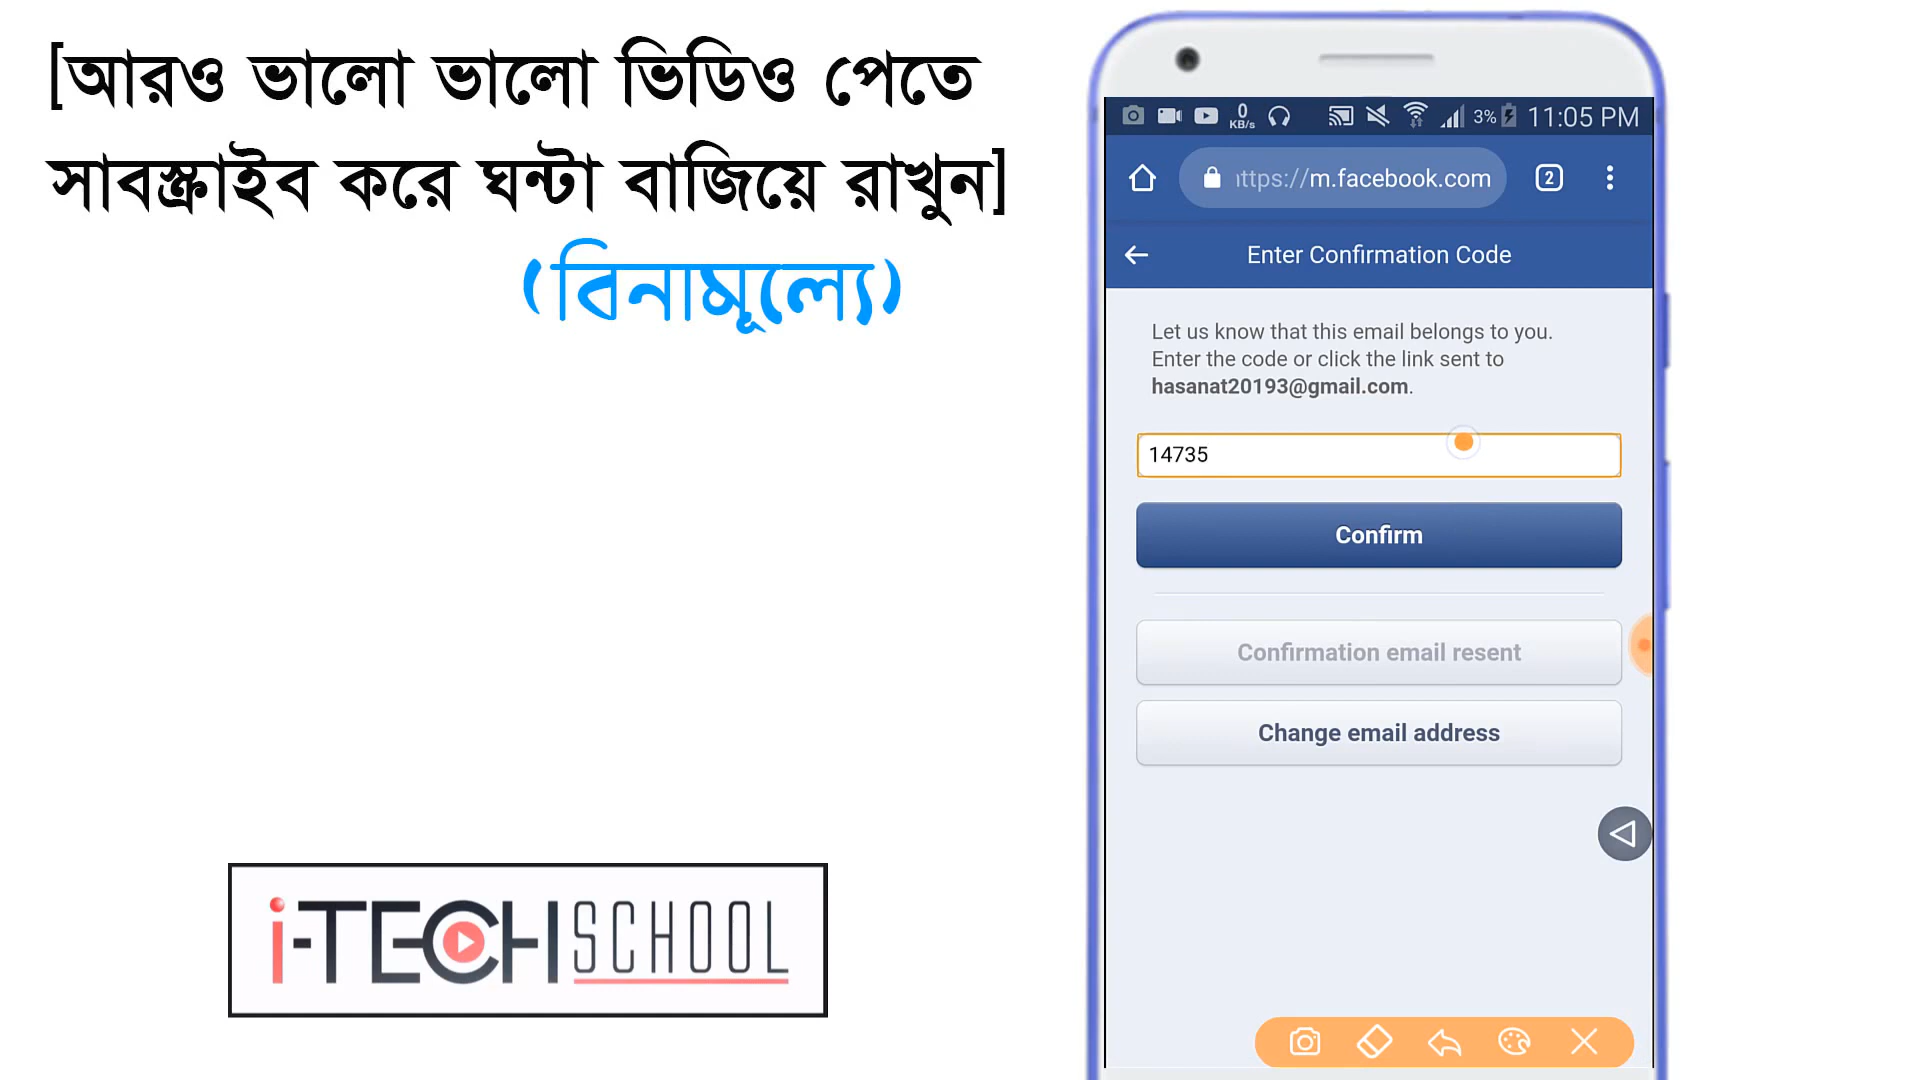 [আরও ভালো ভালো ভিডিও পেতে
সাবস্ক্রাইব করে ঘন্টা বাজিয়ে রাখুন]
(বিনামূল্যে)
i-TECH SCHOOL
0 KB/s 3% 11:05 PM
ttps://m.facebook.com 2
Enter Confirmation Code
Let us know that this email belongs to you.
Enter the code or click the link sent to
hasanat20193@gmail.com.
14735
Confirm
Confirmation email resent
Change email address